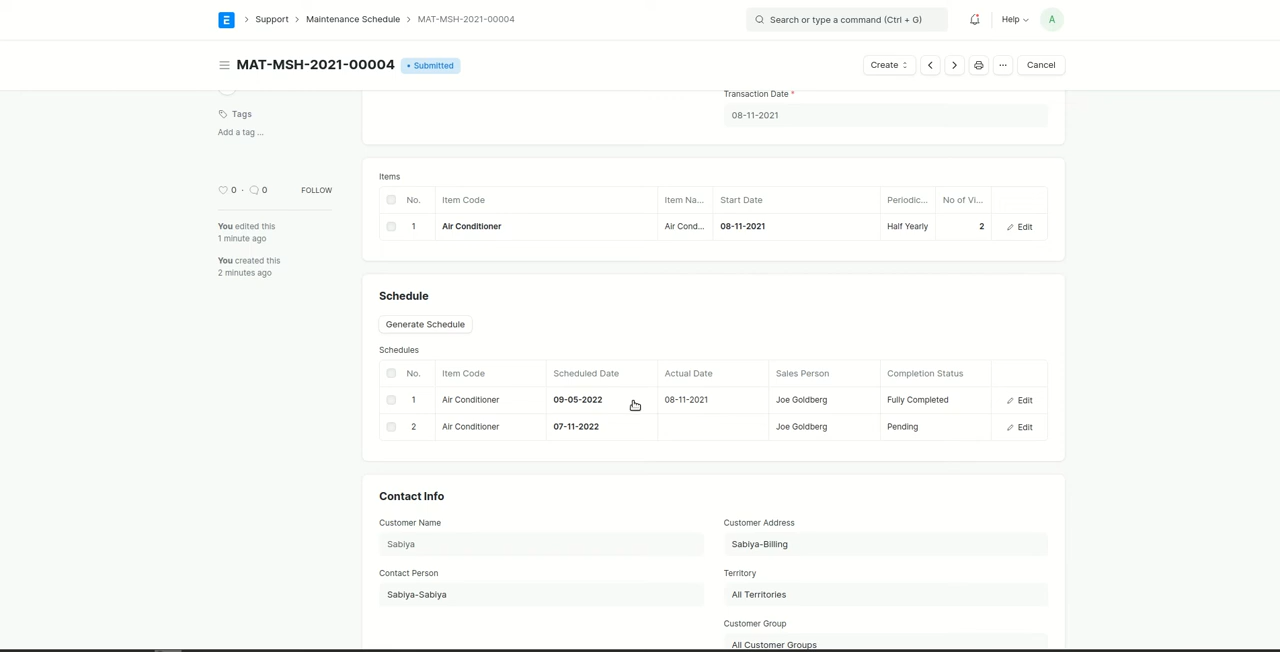 E > Support > Maintenance Schedule > MAT-MSH-2021-00004 Search or type a command (Ctrl + G) Help A
MAT-MSH-2021-00004 • Submitted Create Cancel
Transaction Date *
08-11-2021
Tags
Add a tag ...
0 · 0 FOLLOW
You edited this
1 minute ago
You created this
2 minutes ago
Items
No. Item Code Item Na... Start Date Periodic... No of Vi...
1 Air Conditioner Air Cond... 08-11-2021 Half Yearly 2 Edit
Schedule
Generate Schedule
Schedules
No. Item Code Scheduled Date Actual Date Sales Person Completion Status
1 Air Conditioner 09-05-2022 08-11-2021 Joe Goldberg Fully Completed Edit
2 Air Conditioner 07-11-2022 Joe Goldberg Pending Edit
Contact Info
Customer Name Customer Address
Sabiya Sabiya-Billing
Contact Person Territory
Sabiya-Sabiya All Territories
Customer Group
All Customer Groups